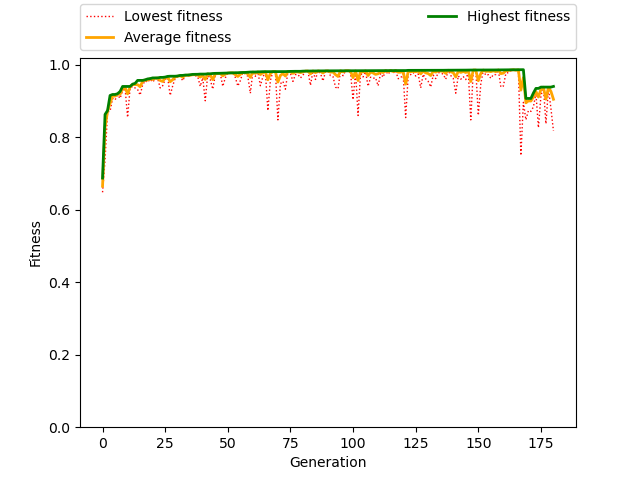 Lowest fitness
Average fitness
Highest fitness
1.0
0.8
0.6
0.4
0.2
0.0
Fitness
0 25 50 75 100 125 150 175
Generation